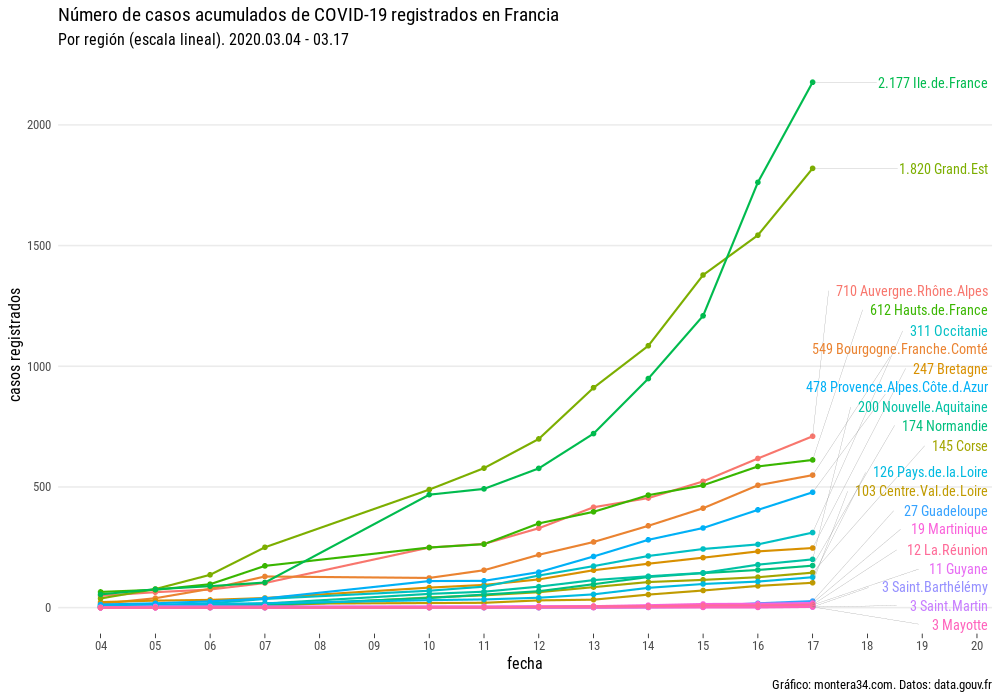 Número de casos acumulados de COVID-19 registrados en Francia
Por región (escala lineal). 2020.03.04 - 03.17
casos registrados
2000
1500
1000
500
0
2.177 Ile.de.France
1.820 Grand.Est
710 Auvergne.Rhône.Alpes
612 Hauts.de.France
311 Occitanie
549 Bourgogne.Franche.Comté
247 Bretagne
478 Provence.Alpes.Côte.d.Azur
200 Nouvelle.Aquitaine
174 Normandie
145 Corse
126 Pays.de.la.Loire
103 Centre.Val.de.Loire
27 Guadeloupe
19 Martinique
12 La.Réunion
11 Guyane
3 Saint.Barthélémy
3 Saint.Martin
3 Mayotte
04 05 06 07 08 09 10 11 12 13 14 15 16 17 18 19 20
fecha
Gráfico: montera34.com. Datos: data.gouv.fr